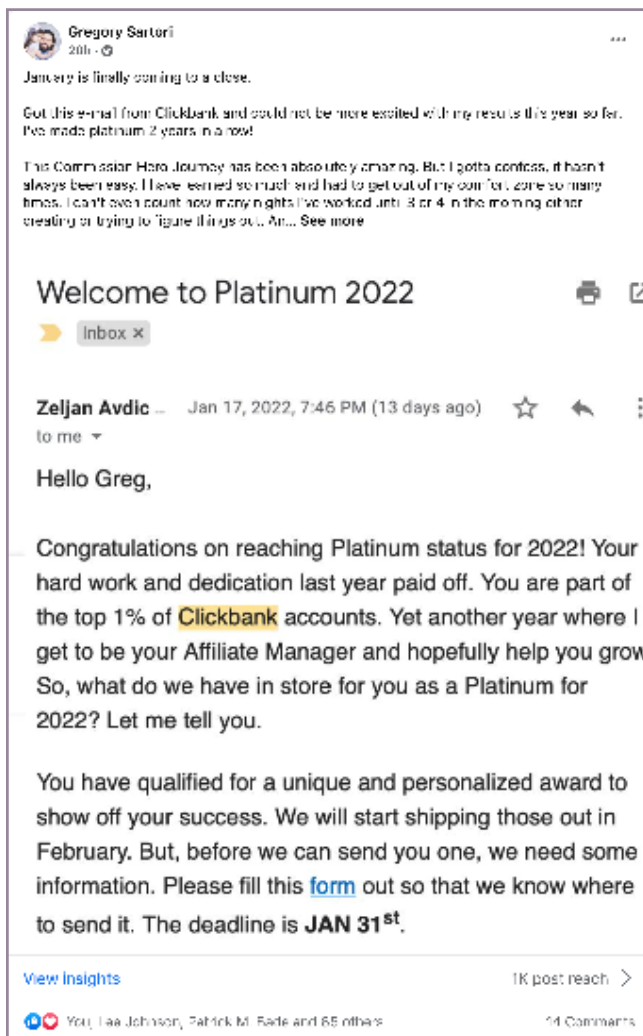 Gregory Sartori
20h
January is finally coming to a close.
Got this e-mail from Clickbank and could not be more excited with my results this year so far.
I've made platinum 2 years in a row!
This Commission Hero Journey has been absolutely amazing. But I gotta confess, it hasn't
always been easy. I have learned so much and had to get out of my comfort zone so many
times. I can't even count how many nights I've worked until 3 or 4 in the morning either
creating or trying to figure things out. An... See more
Welcome to Platinum 2022
Inbox ×
Zeljan Avdic Jan 17, 2022, 7:46 PM (13 days ago)
to me
Hello Greg,
Congratulations on reaching Platinum status for 2022! Your
hard work and dedication last year paid off. You are part of
the top 1% of Clickbank accounts. Yet another year where I
get to be your Affiliate Manager and hopefully help you grow
So, what do we have in store for you as a Platinum for
2022? Let me tell you.
You have qualified for a unique and personalized award to
show off your success. We will start shipping those out in
February. But, before we can send you one, we need some
information. Please fill this form out so that we know where
to send it. The deadline is JAN 31st.
View insights 1K post reach >
You, Lee Johnson, Patrick M. Bade and 65 others 14 Comments